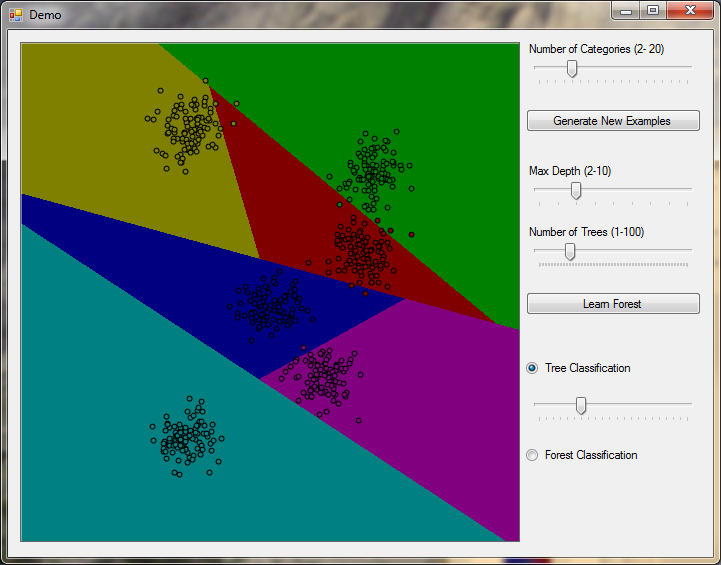 Demo
Number of Categories (2- 20)
Generate New Examples
Max Depth (2-10)
Number of Trees (1-100)
Learn Forest
Tree Classification
Forest Classification